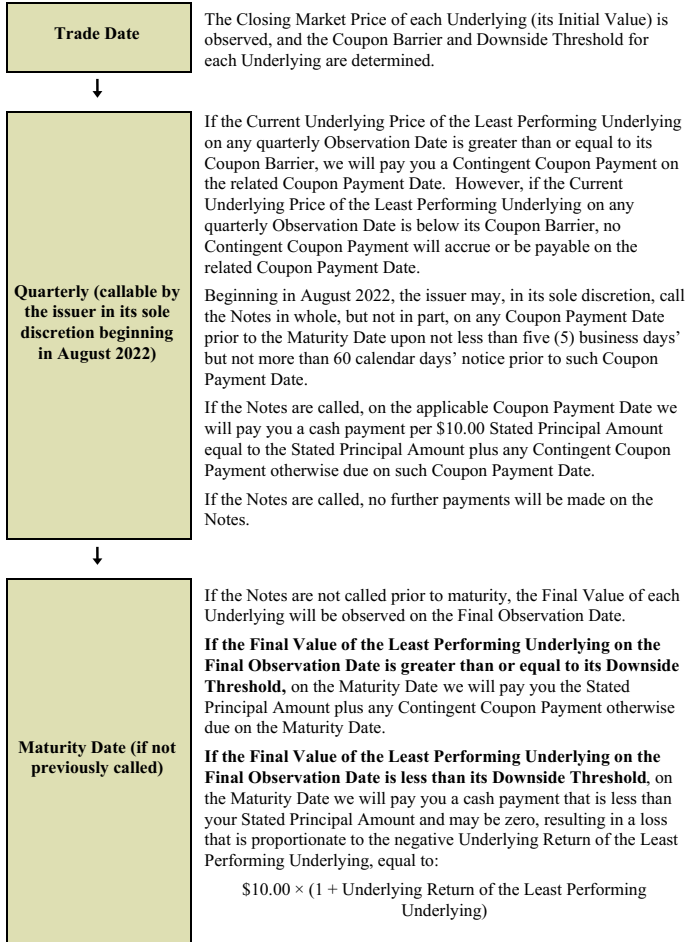 Trade Date
The Closing Market Price of each Underlying (its Initial Value) is
observed, and the Coupon Barrier and Downside Threshold for
each Underlying are determined.
Quarterly (callable by
the issuer in its sole
discretion beginning
in August 2022)
If the Current Underlying Price of the Least Performing Underlying
on any quarterly Observation Date is greater than or equal to its
Coupon Barrier, we will pay you a Contingent Coupon Payment on
the related Coupon Payment Date. However, if the Current
Underlying Price of the Least Performing Underlying on any
quarterly Observation Date is below its Coupon Barrier, no
Contingent Coupon Payment will accrue or be payable on the
related Coupon Payment Date.
Beginning in August 2022, the issuer may, in its sole discretion, call
the Notes in whole, but not in part, on any Coupon Payment Date
prior to the Maturity Date upon not less than five (5) business days’
but not more than 60 calendar days’ notice prior to such Coupon
Payment Date.
If the Notes are called, on the applicable Coupon Payment Date we
will pay you a cash payment per $10.00 Stated Principal Amount
equal to the Stated Principal Amount plus any Contingent Coupon
Payment otherwise due on such Coupon Payment Date.
If the Notes are called, no further payments will be made on the
Notes.
Maturity Date (if not
previously called)
If the Notes are not called prior to maturity, the Final Value of each
Underlying will be observed on the Final Observation Date.
If the Final Value of the Least Performing Underlying on the
Final Observation Date is greater than or equal to its Downside
Threshold, on the Maturity Date we will pay you the Stated
Principal Amount plus any Contingent Coupon Payment otherwise
due on the Maturity Date.
If the Final Value of the Least Performing Underlying on the
Final Observation Date is less than its Downside Threshold, on
the Maturity Date we will pay you a cash payment that is less than
your Stated Principal Amount and may be zero, resulting in a loss
that is proportionate to the negative Underlying Return of the Least
Performing Underlying, equal to:
$10.00 × (1 + Underlying Return of the Least Performing
Underlying)